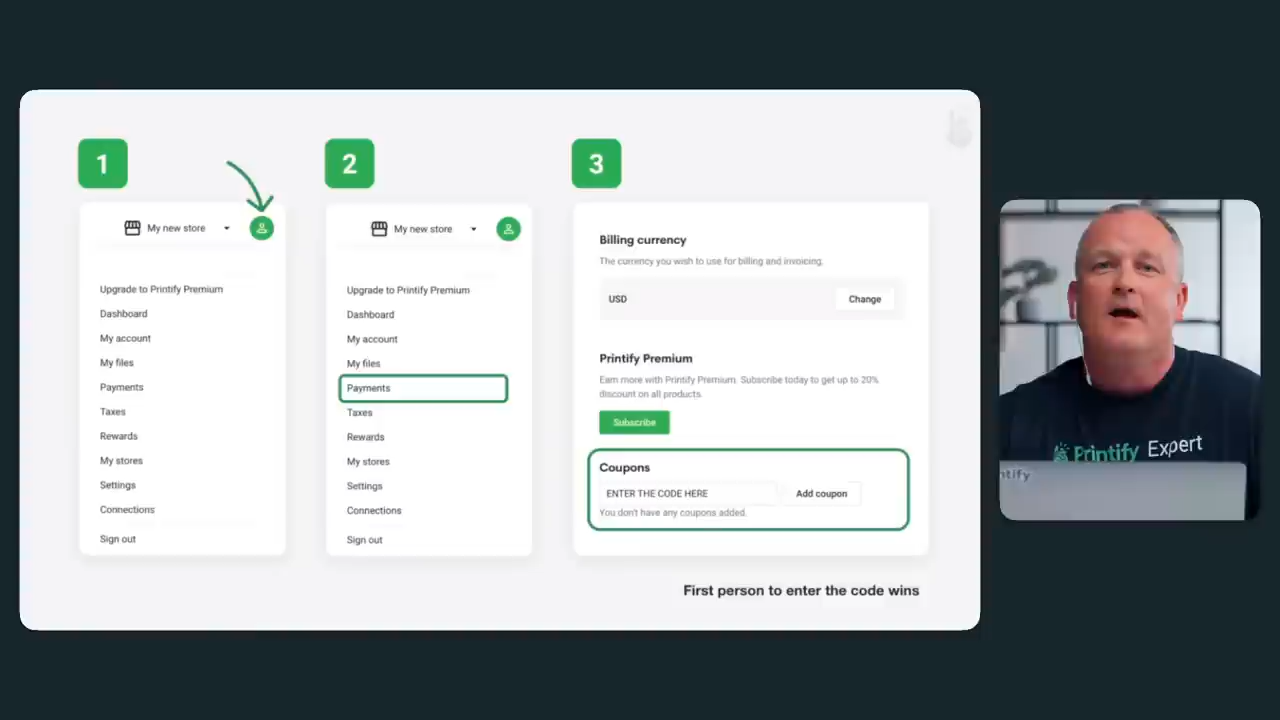 1
My new store
Upgrade to Printify Premium
Dashboard
My account
My files
Payments
Taxes
Rewards
My stores
Settings
Connections
Sign out
2
My new store
Upgrade to Printify Premium
Dashboard
My account
My files
Payments
Taxes
Rewards
My stores
Settings
Connections
Sign out
3
Billing currency
The currency you wish to use for billing and invoicing.
USD
Change
Printify Premium
Earn more with Printify Premium. Subscribe today to get up to 20%
discount on all products.
Subscribe
Coupons
ENTER THE CODE HERE
Add coupon
You don't have any coupons added.
First person to enter the code wins
Printify Expert
ntify